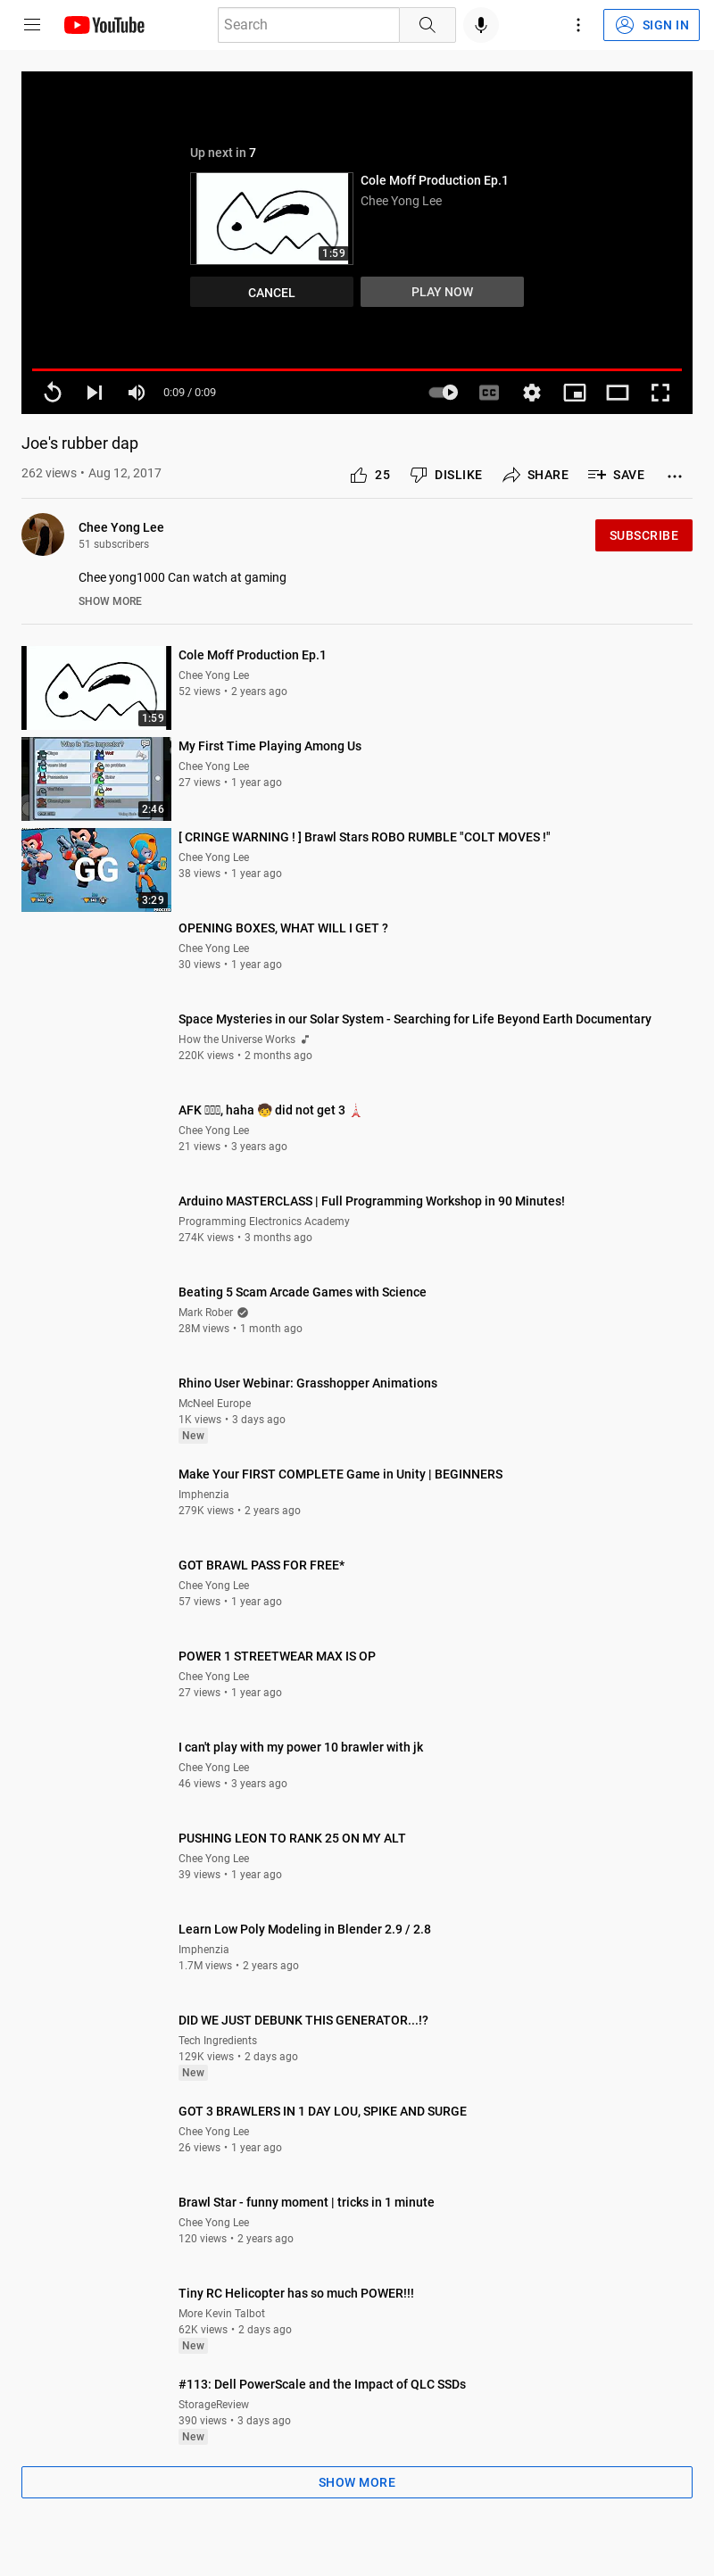 YouTube
Search
SIGN IN
Up next in 7
Cole Moff Production Ep.1
Chee Yong Lee
1:59
CANCEL
PLAY NOW
0:09 / 0:09
CC
Joe's rubber dap
262 views • Aug 12, 2017
25
DISLIKE
SHARE
SAVE
Chee Yong Lee
51 subscribers
SUBSCRIBE
Chee yong1000 Can watch at gaming
SHOW MORE
Cole Moff Production Ep.1
Chee Yong Lee
52 views • 2 years ago
1:59
My First Time Playing Among Us
Chee Yong Lee
27 views • 1 year ago
Who Is The Impostor?
2:46
[ CRINGE WARNING ! ] Brawl Stars ROBO RUMBLE "COLT MOVES !"
Chee Yong Lee
38 views • 1 year ago
GG
3:29
OPENING BOXES, WHAT WILL I GET ?
Chee Yong Lee
30 views • 1 year ago
Space Mysteries in our Solar System - Searching for Life Beyond Earth Documentary
How the Universe Works
220K views • 2 months ago
AFK , haha 🧒 did not get 3 🗼
Chee Yong Lee
21 views • 3 years ago
Arduino MASTERCLASS | Full Programming Workshop in 90 Minutes!
Programming Electronics Academy
274K views • 3 months ago
Beating 5 Scam Arcade Games with Science
Mark Rober
28M views • 1 month ago
Rhino User Webinar: Grasshopper Animations
McNeel Europe
1K views • 3 days ago
New
Make Your FIRST COMPLETE Game in Unity | BEGINNERS
Imphenzia
279K views • 2 years ago
GOT BRAWL PASS FOR FREE*
Chee Yong Lee
57 views • 1 year ago
POWER 1 STREETWEAR MAX IS OP
Chee Yong Lee
27 views • 1 year ago
I can't play with my power 10 brawler with jk
Chee Yong Lee
46 views • 3 years ago
PUSHING LEON TO RANK 25 ON MY ALT
Chee Yong Lee
39 views • 1 year ago
Learn Low Poly Modeling in Blender 2.9 / 2.8
Imphenzia
1.7M views • 2 years ago
DID WE JUST DEBUNK THIS GENERATOR...!?
Tech Ingredients
129K views • 2 days ago
New
GOT 3 BRAWLERS IN 1 DAY LOU, SPIKE AND SURGE
Chee Yong Lee
26 views • 1 year ago
Brawl Star - funny moment | tricks in 1 minute
Chee Yong Lee
120 views • 2 years ago
Tiny RC Helicopter has so much POWER!!!
More Kevin Talbot
62K views • 2 days ago
New
#113: Dell PowerScale and the Impact of QLC SSDs
StorageReview
390 views • 3 days ago
New
SHOW MORE